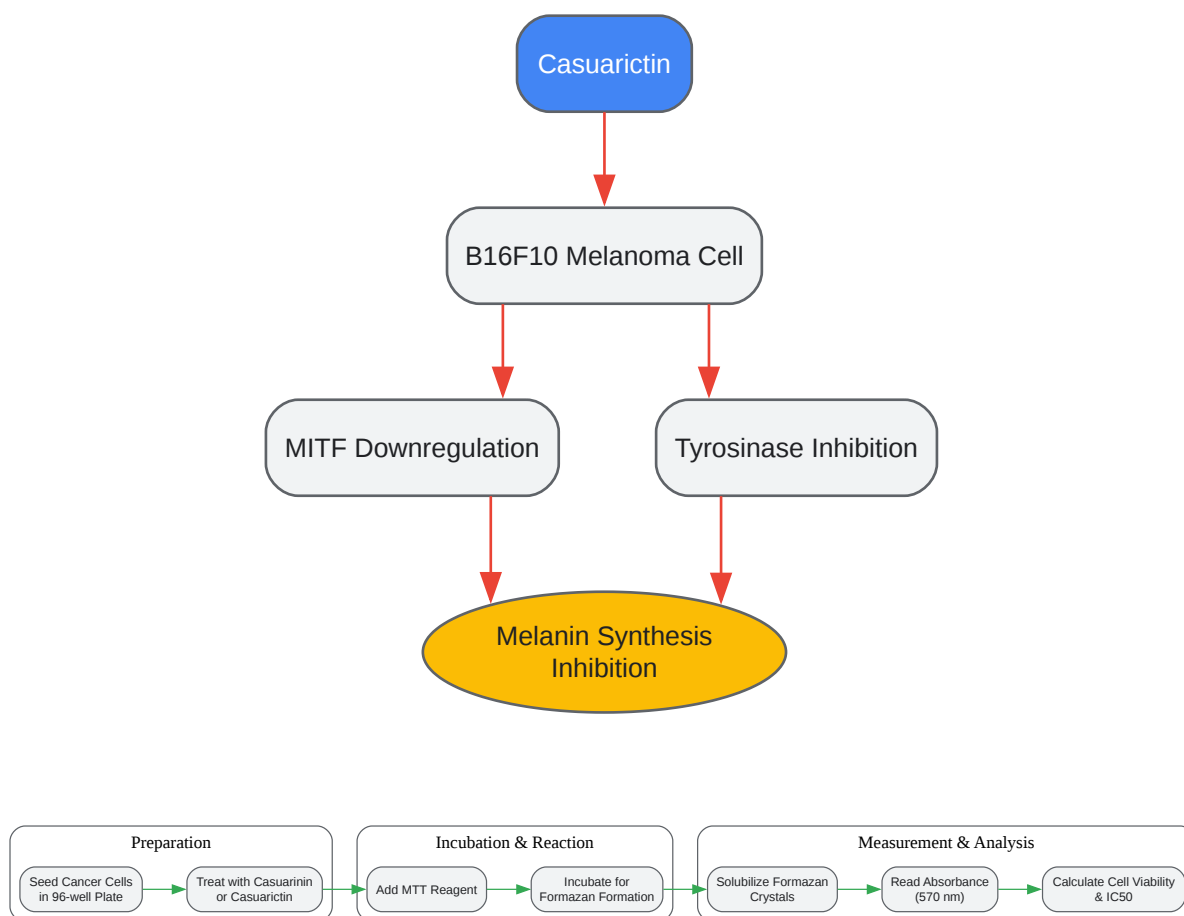 Casuarictin
B16F10 Melanoma Cell
MITF Downregulation
Tyrosinase Inhibition
Melanin Synthesis
Inhibition
Preparation
Seed Cancer Cells
in 96-well Plate
Treat with Casuarinin
or Casuarictin
Incubation & Reaction
Add MTT Reagent
Incubate for
Formazan Formation
Measurement & Analysis
Solubilize Formazan
Crystals
Read Absorbance
(570 nm)
Calculate Cell Viability
& IC50